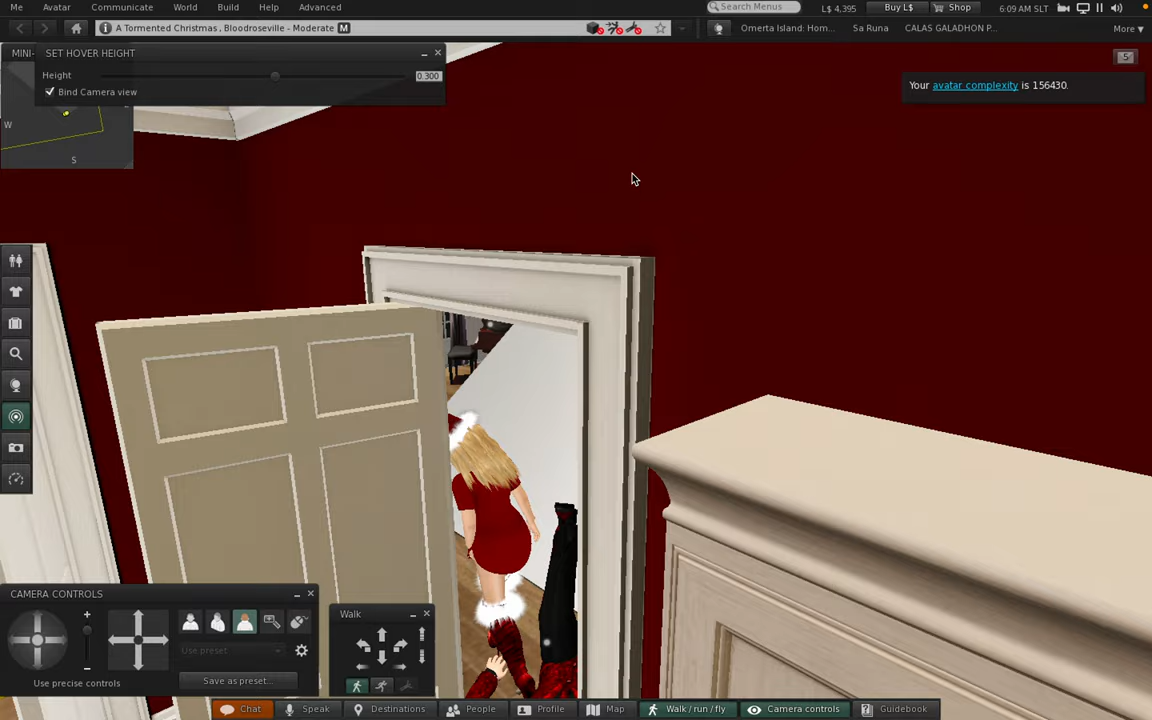 Me Avatar Communicate World Build Help Advanced Search Menus L$ 4,395 Buy L$ Shop 6:09 AM SLT
A Tormented Christmas , Bloodroseville - Moderate M Omerta Island: Hom... Sa Runa CALAS GALADHON P... More ▼
MINI- SET HOVER HEIGHT
5
Height 0.300
Bind Camera view
Your avatar complexity is 156430.
W
S
CAMERA CONTROLS
Walk
Use preset
Use precise controls
Save as preset...
Chat Speak Destinations People Profile Map Walk / run / fly Camera controls Guidebook